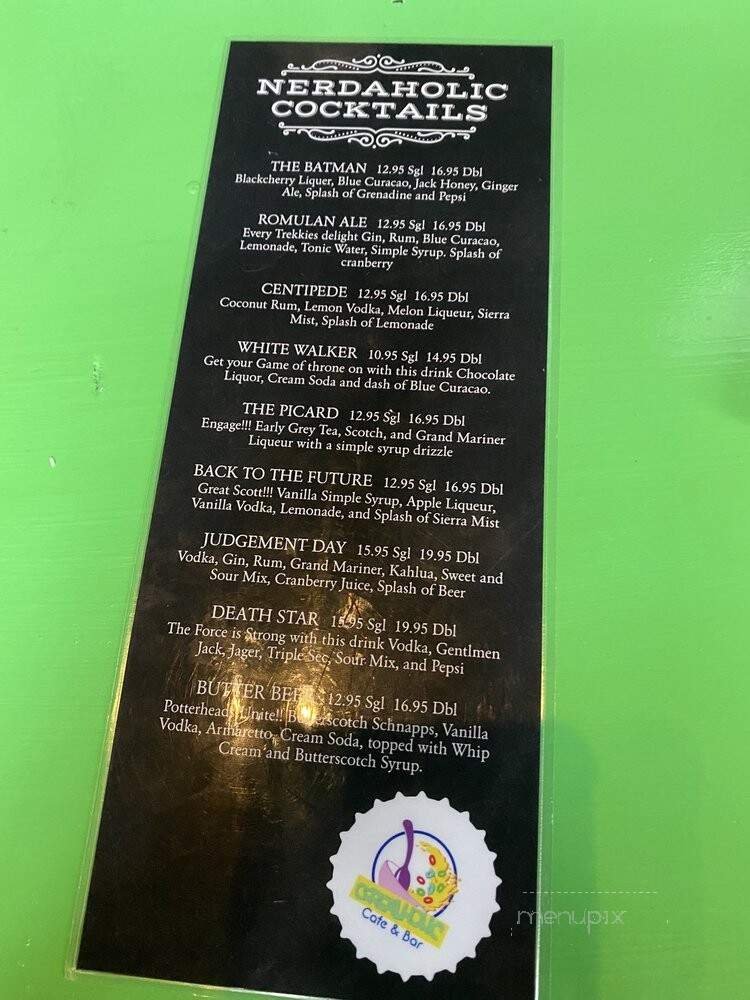 NERDAHOLIC
COCKTAILS
THE BATMAN 12.95 Sgl 16.95 Dbl
Blackcherry Liquer, Blue Curacao, Jack Honey, Ginger
Ale, Splash of Grenadine and Pepsi
ROMULAN ALE 12.95 Sgl 16.95 Dbl
Every Trekkies delight Gin, Rum, Blue Curacao,
Lemonade, Tonic Water, Simple Syrup. Splash of
cranberry
CENTIPEDE 12.95 Sgl 16.95 Dbl
Coconut Rum, Lemon Vodka, Melon Liqueur, Sierra
Mist, Splash of Lemonade
WHITE WALKER 10.95 Sgl 14.95 Dbl
Get your Game of throne on with this drink Chocolate
Liquor, Cream Soda and dash of Blue Curacao.
THE PICARD 12.95 Sgl 16.95 Dbl
Engage!!! Early Grey Tea, Scotch, and Grand Mariner
Liqueur with a simple syrup drizzle
BACK TO THE FUTURE 12.95 Sgl 16.95 Dbl
Great Scott!!! Vanilla Simple Syrup, Apple Liqueur,
Vanilla Vodka, Lemonade, and Splash of Sierra Mist
JUDGEMENT DAY 15.95 Sgl 19.95 Dbl
Vodka, Gin, Rum, Grand Mariner, Kahlua, Sweet and
Sour Mix, Cranberry Juice, Splash of Beer
DEATH STAR 15.95 Sgl 19.95 Dbl
The Force is Strong with this drink Vodka, Gentlmen
Jack, Jager, Triple Sec, Sour Mix, and Pepsi
BUTTER 12.95 Sgl 16.95 Dbl
Potterheads Unite!! Butterscotch Schnapps, Vanilla
Vodka, Armaretto, Cream Soda, topped with Whip
Cream and Butterscotch Syrup.
CEREALHOLIC
Cafe & Bar
menupix